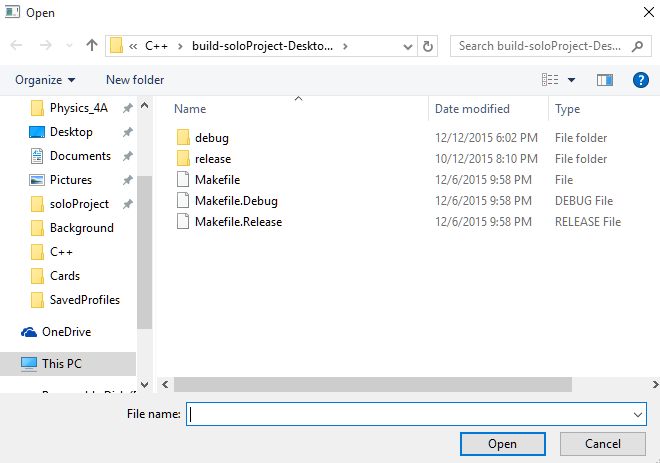 Open
« C++ > build-soloProject-Deskto...
Search build-soloProject-Des...
Organize
New folder
Physics_4A
Desktop
Documents
Pictures
soloProject
Background
C++
Cards
SavedProfiles
OneDrive
This PC
Name Date modified Type
debug 12/12/2015 6:02 PM File folder
release 10/12/2015 8:10 PM File folder
Makefile 12/6/2015 9:58 PM File
Makefile.Debug 12/6/2015 9:58 PM DEBUG File
Makefile.Release 12/6/2015 9:58 PM RELEASE File
File name:
Open
Cancel